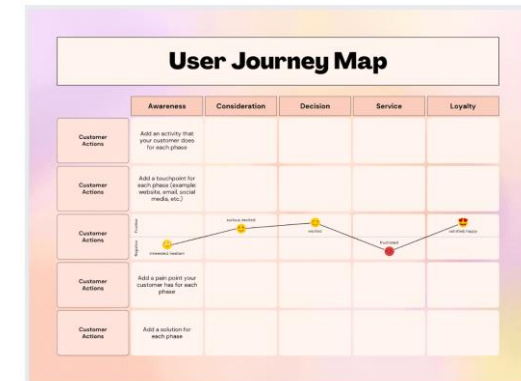 User Journey Map
Awareness Consideration Decision Service Loyalty
Customer
Actions
Add an activity that
your customer does
for each phase
Customer
Actions
Add a touchpoint for
each phase (example:
website, email, social
media, etc.)
Customer
Actions
Positive
Negative
interested, hesitant
curious, excited
excited
frustrated
satisfied, happy
Customer
Actions
Add a pain point your
customer has for each
phase
Customer
Actions
Add a solution for
each phase